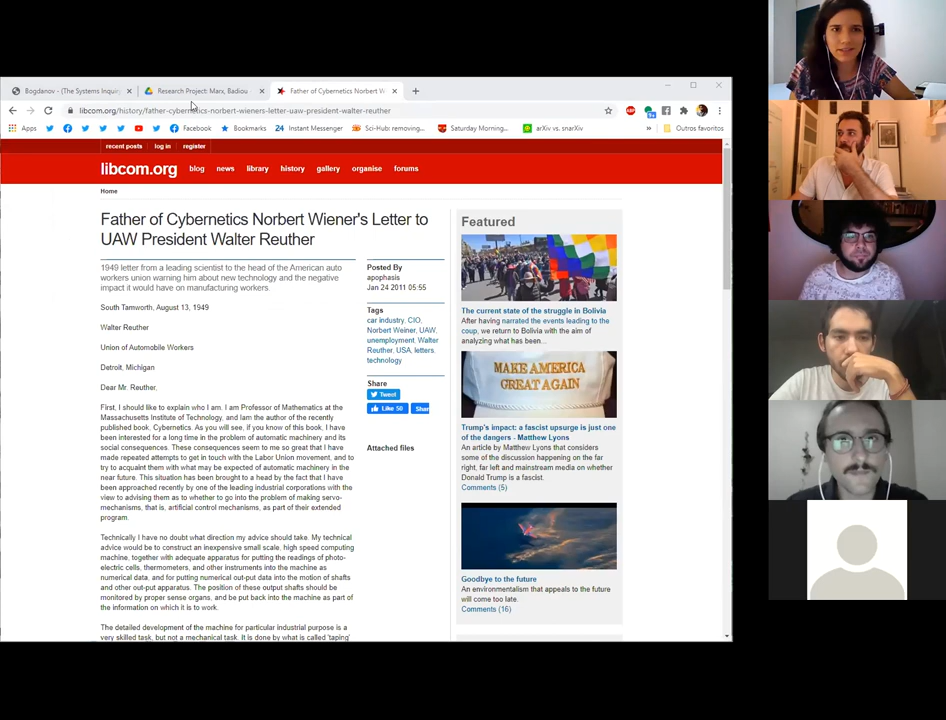 Bogdanov - (The Systems Inquiry
Research Project: Marx, Badiou
Father of Cybernetics Norbert W
libcom.org/history/father-cybernetics-norbert-wieners-letter-uaw-president-walter-reuther
Apps
Facebook
Bookmarks
24 Instant Messenger
Sci-Hub: removing...
Saturday Morning...
arXiv vs. snarXiv
»
Outros favoritos
recent posts log in register
libcom.org blog news library history gallery organise forums
Home
Father of Cybernetics Norbert Wiener's Letter to
UAW President Walter Reuther
1949 letter from a leading scientist to the head of the American auto
workers union warning him about new technology and the negative
impact it would have on manufacturing workers.
South Tamworth, August 13, 1949
Walter Reuther
Union of Automobile Workers
Detroit, Michigan
Dear Mr. Reuther,
First, I should like to explain who I am. I am Professor of Mathematics at the
Massachusetts Institute of Technology, and Iam the author of the recently
published book, Cybernetics. As you will see, if you know of this book, I have
been interested for a long time in the problem of automatic machinery and its
social consequences. These consequences seem to me so great that I have
made repeated attempts to get in touch with the Labor Union movement, and to
try to acquaint them with what may be expected of automatic machinery in the
near future. This situation has been brought to a head by the fact that I have
been approached recently by one of the leading industrial corporations with the
view to advising them as to whether to go into the problem of making servo-
mechanisms, that is, artificial control mechanisms, as part of their extended
program.
Technically I have no doubt what direction my advice should take. My technical
advice would be to construct an inexpensive small scale, high speed computing
machine, together with adequate apparatus for putting the readings of photo-
electric cells, thermometers, and other instruments into the machine as
numerical data, and for putting numerical out-put data into the motion of shafts
and other out-put apparatus. The position of these output shafts should be
monitored by proper sense organs, and be put back into the machine as part of
the information on which it is to work.
The detailed development of the machine for particular industrial purpose is a
very skilled task, but not a mechanical task. It is done by what is called 'taping'
Posted By
apophasis
Jan 24 2011 05:55
Tags
car industry, CIO,
Norbert Weiner, UAW,
unemployment, Walter
Reuther, USA, letters,
technology
Share
Tweet
Like 50 Shar
Attached files
Featured
The current state of the struggle in Bolivia
After having narrated the events leading to the
coup, we return to Bolivia with the aim of
analyzing what has been...
MAKE AMERICA
GREAT AGAIN
Trump's impact: a fascist upsurge is just one
of the dangers - Matthew Lyons
An article by Matthew Lyons that considers
some of the discussion happening on the far
right, far left and mainstream media on whether
Donald Trump is a fascist.
Comments (5)
Goodbye to the future
An environmentalism that appeals to the future
will come too late.
Comments (16)